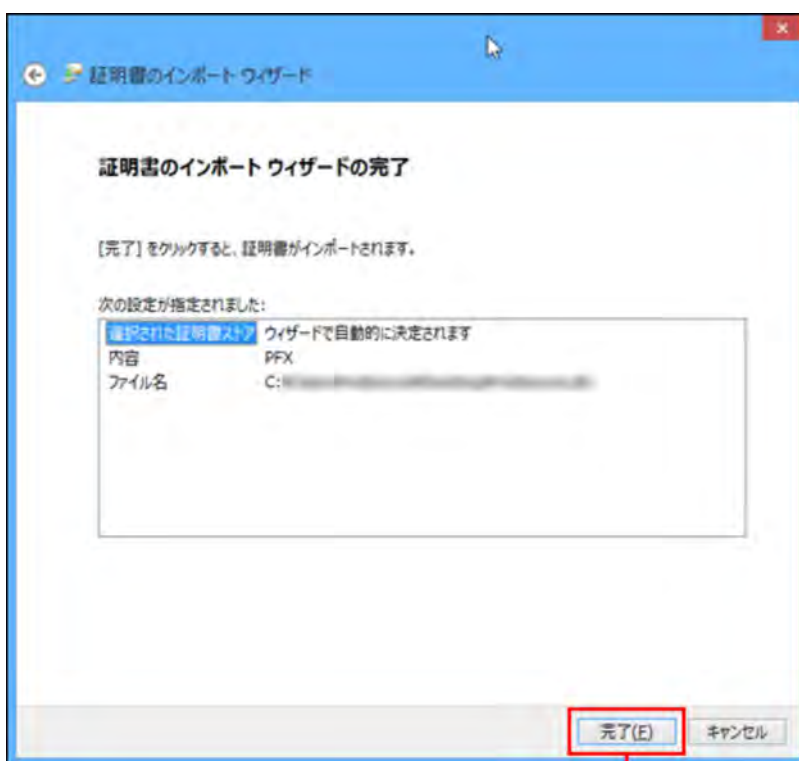 証明書のインポート ウィザード
証明書のインポート ウィザードの完了
[完了] をクリックすると、証明書がインポートされます。
次の設定が指定されました:
選択された証明書ストア ウィザードで自動的に決定されます
内容 PFX
ファイル名 C:
完了(F) キャンセル